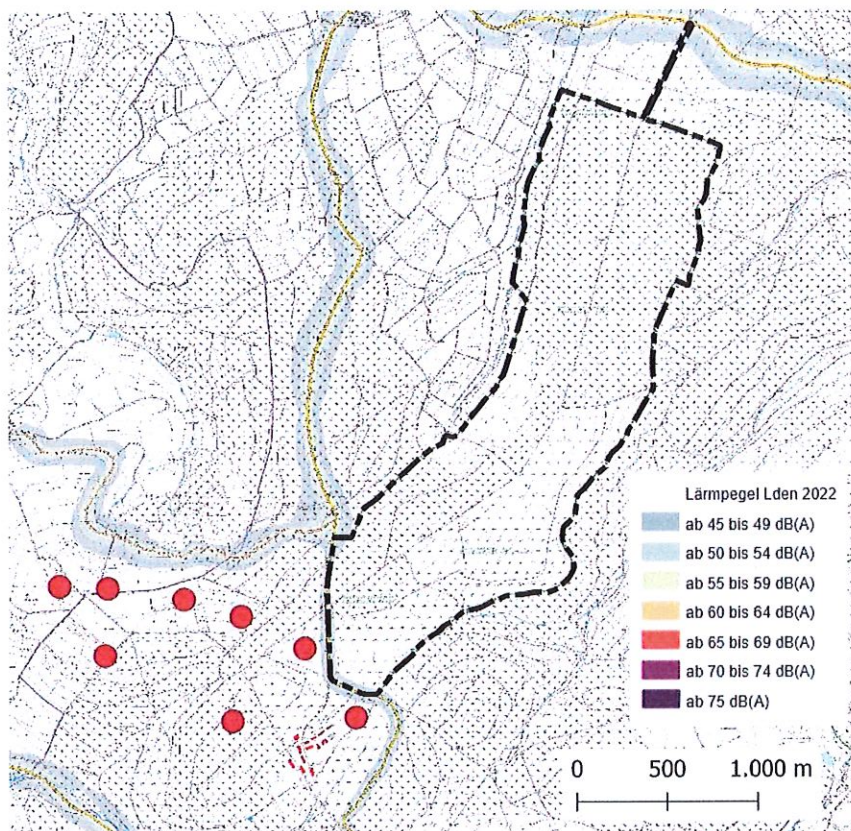 Lärmpegel Lden 2022
ab 45 bis 49 dB(A)
ab 50 bis 54 dB(A)
ab 55 bis 59 dB(A)
ab 60 bis 64 dB(A)
ab 65 bis 69 dB(A)
ab 70 bis 74 dB(A)
ab 75 dB(A)
0 500 1.000 m